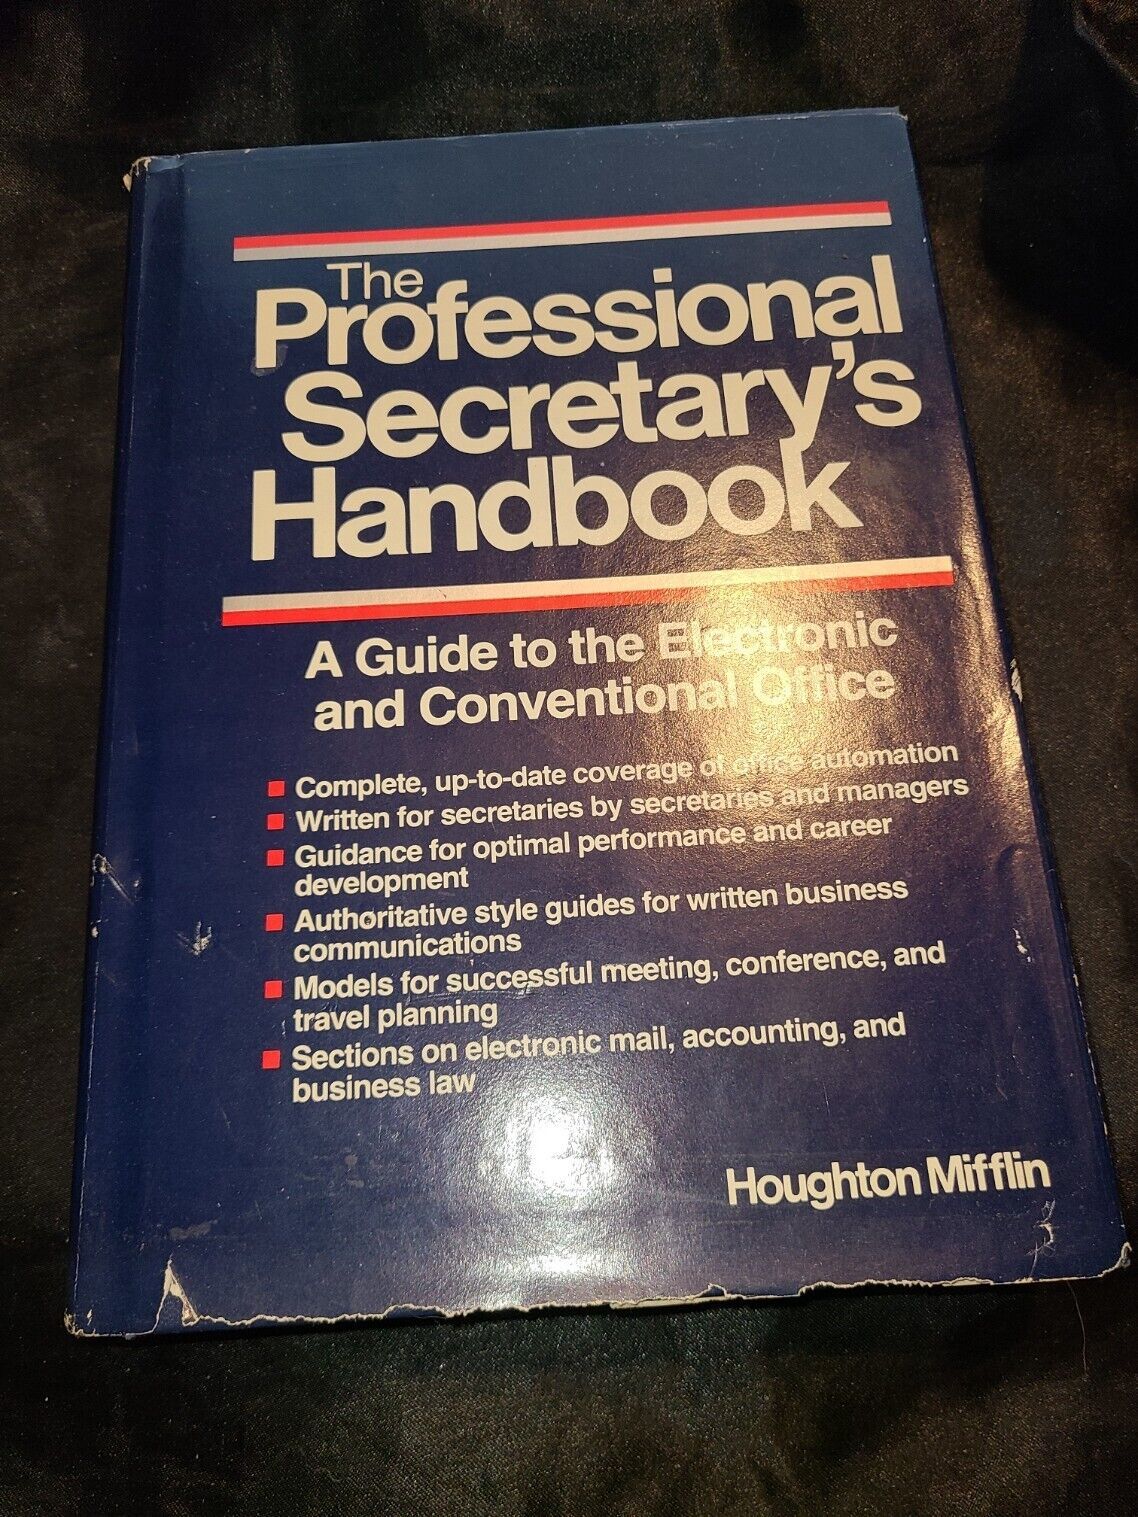 The
Professional
Secretary's
Handbook
A Guide to the Electronic
and Conventional Office
Complete, up-to-date coverage of office automation
Written for secretaries by secretaries and managers
Guidance for optimal performance and career
development
Authoritative style guides for written business
communications
Models for successful meeting, conference, and
travel planning
Sections on electronic mail, accounting, and
business law
Houghton Mifflin